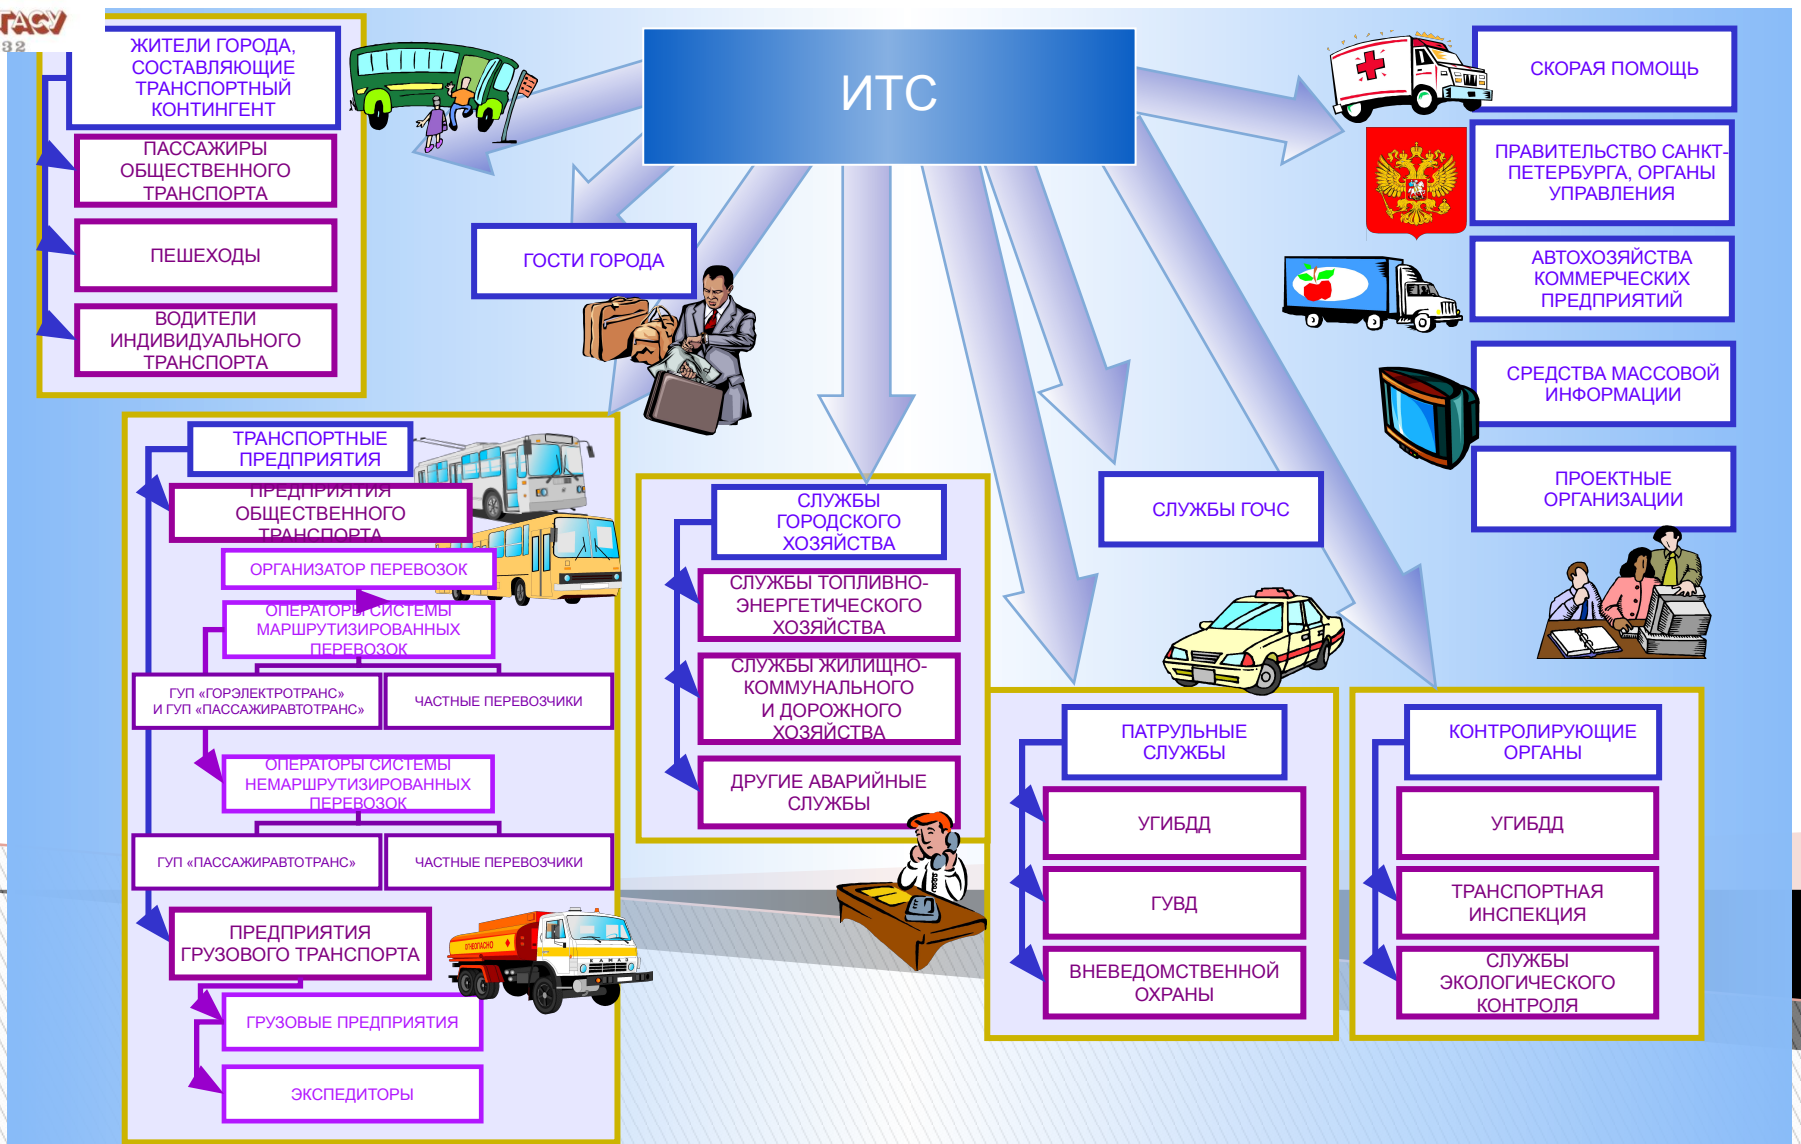 ТАСУ
32
ИТС
ЖИТЕЛИ ГОРОДА,
СОСТАВЛЯЮЩИЕ
ТРАНСПОРТНЫЙ
КОНТИНГЕНТ
ПАССАЖИРЫ
ОБЩЕСТВЕННОГО
ТРАНСПОРТА
ПЕШЕХОДЫ
ВОДИТЕЛИ
ИНДИВИДУАЛЬНОГО
ТРАНСПОРТА
ГОСТИ ГОРОДА
ТРАНСПОРТНЫЕ
ПРЕДПРИЯТИЯ
ПРЕДПРИЯТИЯ
ОБЩЕСТВЕННОГО
ТРАНСПОРТА
ОРГАНИЗАТОР ПЕРЕВОЗОК
ОПЕРАТОРЫ СИСТЕМЫ
МАРШРУТИЗИРОВАННЫХ
ПЕРЕВОЗОК
ГУП «ГОРЭЛЕКТРОТРАНС»
И ГУП «ПАССАЖИРАВТОТРАНС»
ЧАСТНЫЕ ПЕРЕВОЗЧИКИ
ОПЕРАТОРЫ СИСТЕМЫ
НЕМАРШРУТИЗИРОВАННЫХ
ПЕРЕВОЗОК
ГУП «ПАССАЖИРАВТОТРАНС»
ЧАСТНЫЕ ПЕРЕВОЗЧИКИ
ПРЕДПРИЯТИЯ
ГРУЗОВОГО ТРАНСПОРТА
ОГНЕОПАСНО
КАМАЗ
ГРУЗОВЫЕ ПРЕДПРИЯТИЯ
ЭКСПЕДИТОРЫ
СЛУЖБЫ
ГОРОДСКОГО
ХОЗЯЙСТВА
СЛУЖБЫ ТОПЛИВНО-
ЭНЕРГЕТИЧЕСКОГО
ХОЗЯЙСТВА
СЛУЖБЫ ЖИЛИЩНО-
КОММУНАЛЬНОГО
И ДОРОЖНОГО
ХОЗЯЙСТВА
ДРУГИЕ АВАРИЙНЫЕ
СЛУЖБЫ
СЛУЖБЫ ГОЧС
ПАТРУЛЬНЫЕ
СЛУЖБЫ
УГИБДД
ГУВД
ВНЕВЕДОМСТВЕННОЙ
ОХРАНЫ
КОНТРОЛИРУЮЩИЕ
ОРГАНЫ
УГИБДД
ТРАНСПОРТНАЯ
ИНСПЕКЦИЯ
СЛУЖБЫ
ЭКОЛОГИЧЕСКОГО
КОНТРОЛЯ
СКОРАЯ ПОМОЩЬ
ПРАВИТЕЛЬСТВО САНКТ-
ПЕТЕРБУРГА, ОРГАНЫ
УПРАВЛЕНИЯ
АВТОХОЗЯЙСТВА
КОММЕРЧЕСКИХ
ПРЕДПРИЯТИЙ
СРЕДСТВА МАССОВОЙ
ИНФОРМАЦИИ
ПРОЕКТНЫЕ
ОРГАНИЗАЦИИ